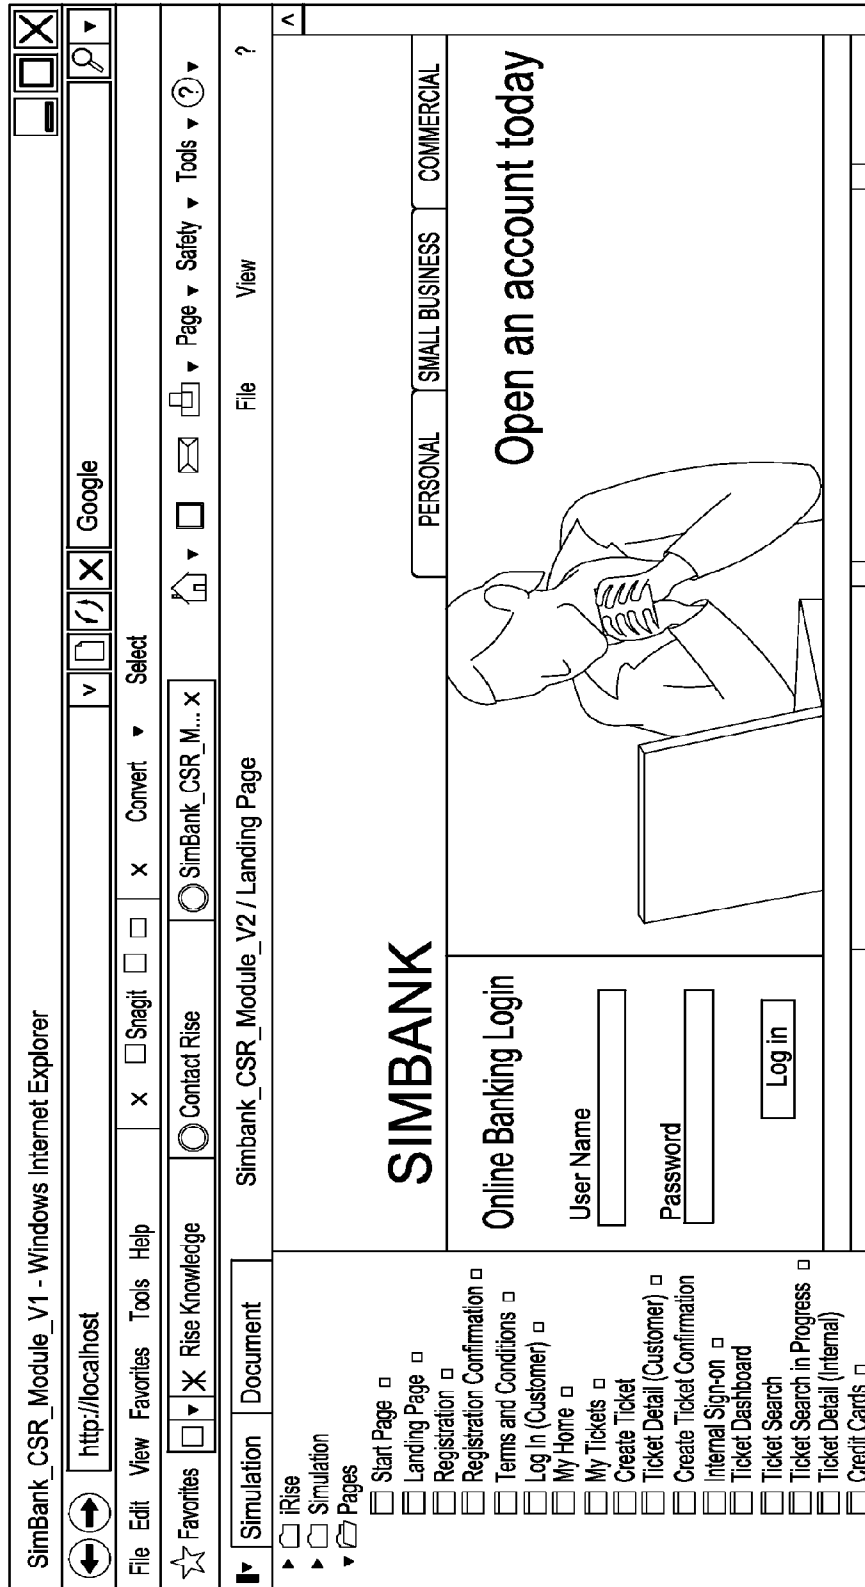 SimBank_CSR_Module_V1 - Windows Internet Explorer
http://localhost
Google
File Edit View Favorites Tools Help
X Snagit
X Convert Select
Favorites
Rise Knowledge
Contact Rise
SimBank_CSR_M... X
Page Safety Tools ?
Simulation Document
Simbank_CSR_Module_V2 / Landing Page
File View ?
iRise
Simulation
Pages
Start Page
Landing Page
Registration
Registration Confirmation
Terms and Conditions
Log In (Customer)
My Home
My Tickets
Create Ticket
Ticket Detail (Customer)
Create Ticket Confirmation
Internal Sign-on
Ticket Dashboard
Ticket Search
Ticket Search in Progress
Ticket Detail (Internal)
Credit Cards
SIMBANK
PERSONAL SMALL BUSINESS COMMERCIAL
Online Banking Login
User Name
Password
Log in
Open an account today